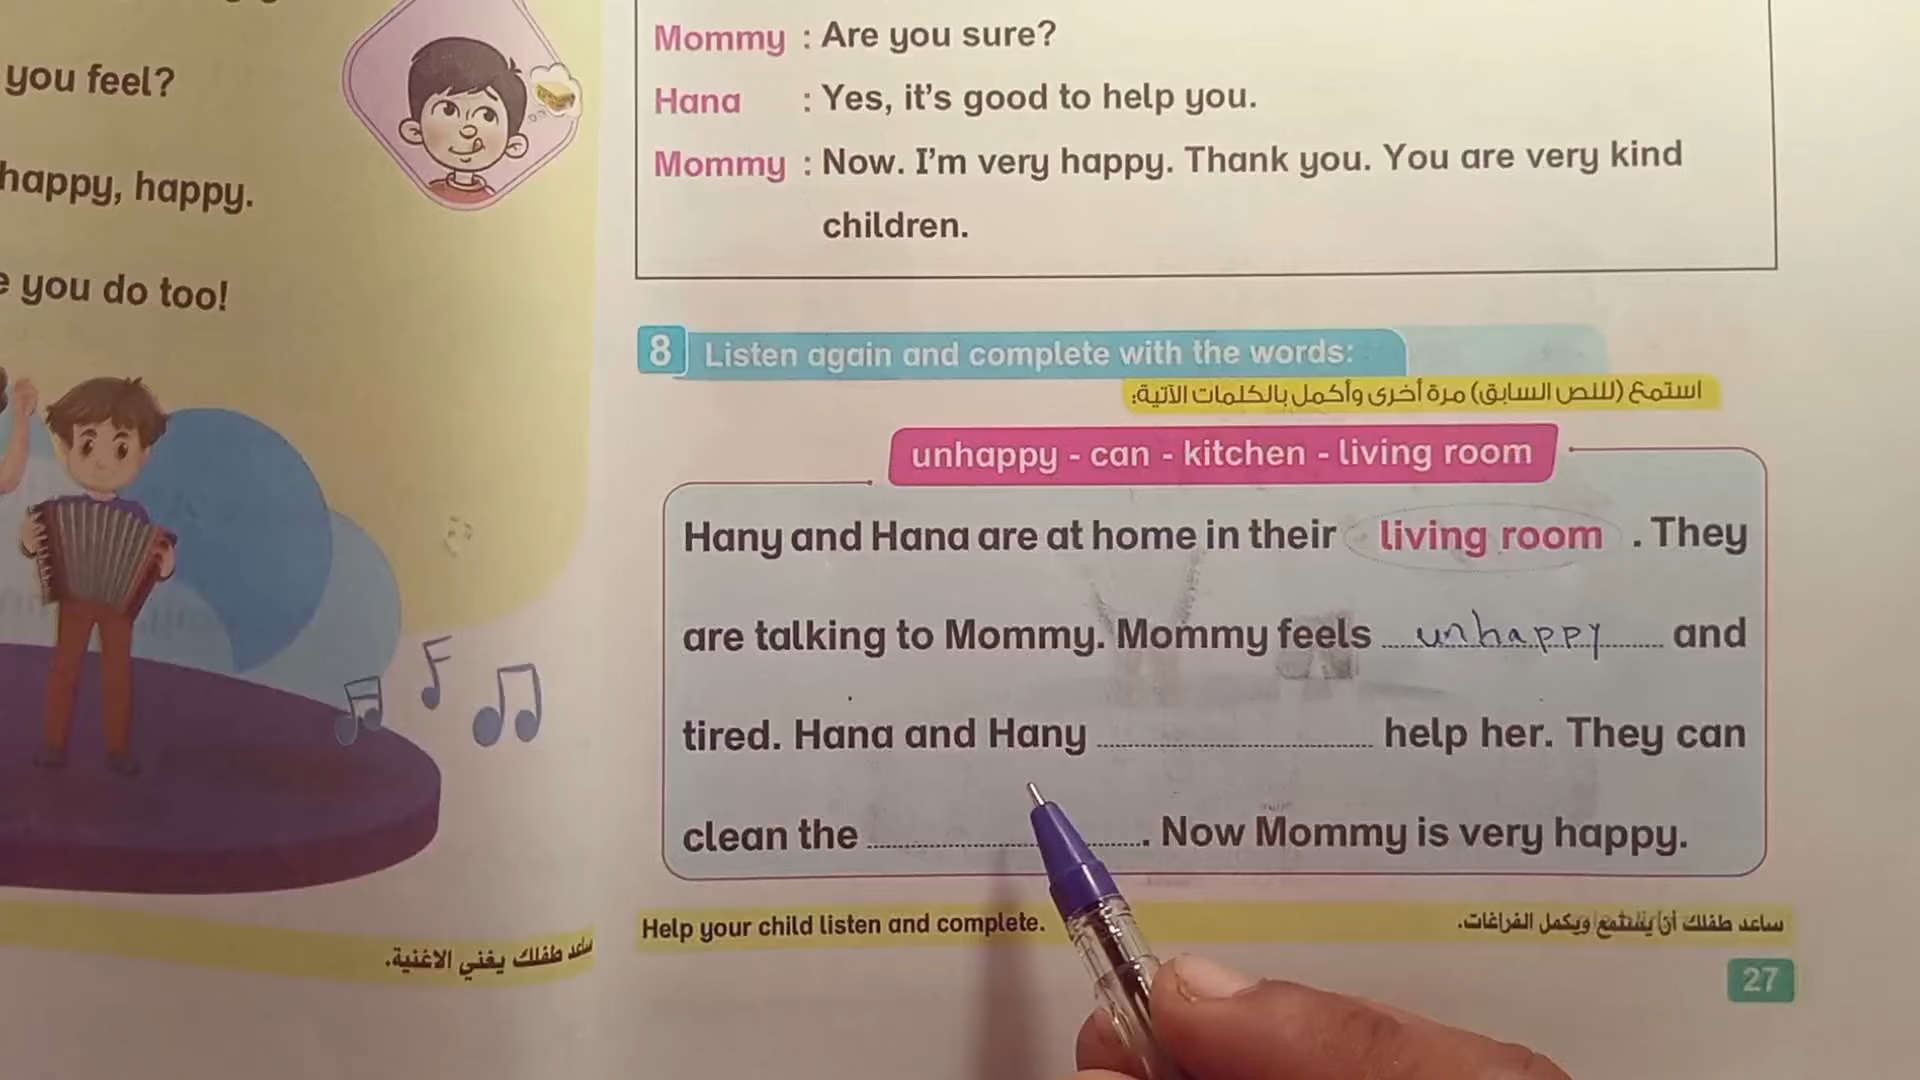 you feel?
happy, happy.
you do too!
ساعد طفلك يغني الاغنية.
Mommy : Are you sure?
Hana : Yes, it's good to help you.
Mommy : Now. I'm very happy. Thank you. You are very kind
children.
8 Listen again and complete with the words:
استمع (للنص السابق) مرة أخرى وأكمل بالكلمات الآتية:
unhappy - can - kitchen - living room
Hany and Hana are at home in their living room . They
are talking to Mommy. Mommy feels unhappy and
tired. Hana and Hany help her. They can
clean the . Now Mommy is very happy.
Help your child listen and complete.
ساعد طفلك أن يستمع ويكمل الفراغات.
27